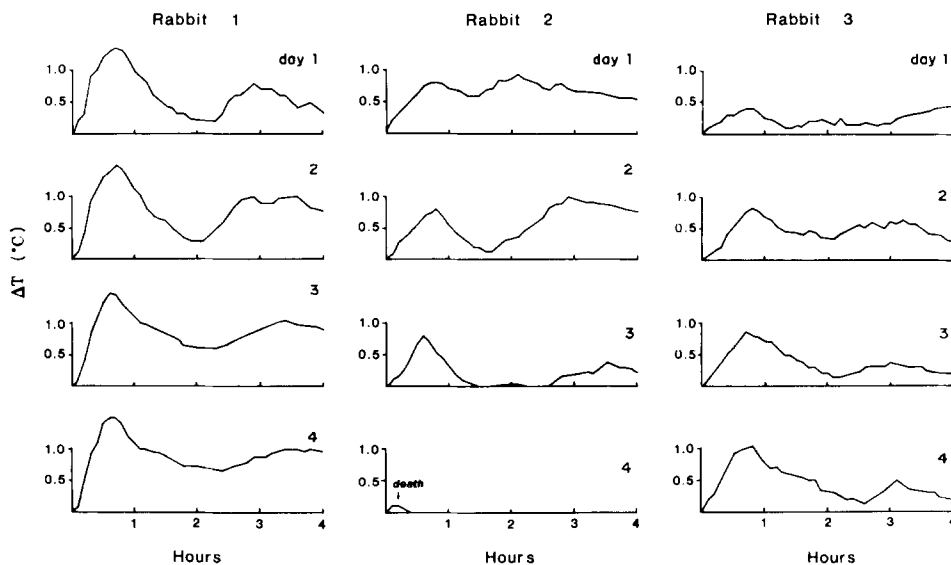 Rabbit 1 Rabbit 2 Rabbit 3
day 1 day 1 day 1
1.0 1.0 1.0
0.5 0.5 0.5
2 2 2
1.0 1.0 1.0
0.5 0.5 0.5
ΔT (°C)
3 3 3
1.0 1.0 1.0
0.5 0.5 0.5
4 4 4
1.0 1.0 1.0
death
0.5 0.5 0.5
1 2 3 4 1 2 3 4 1 2 3 4
Hours Hours Hours